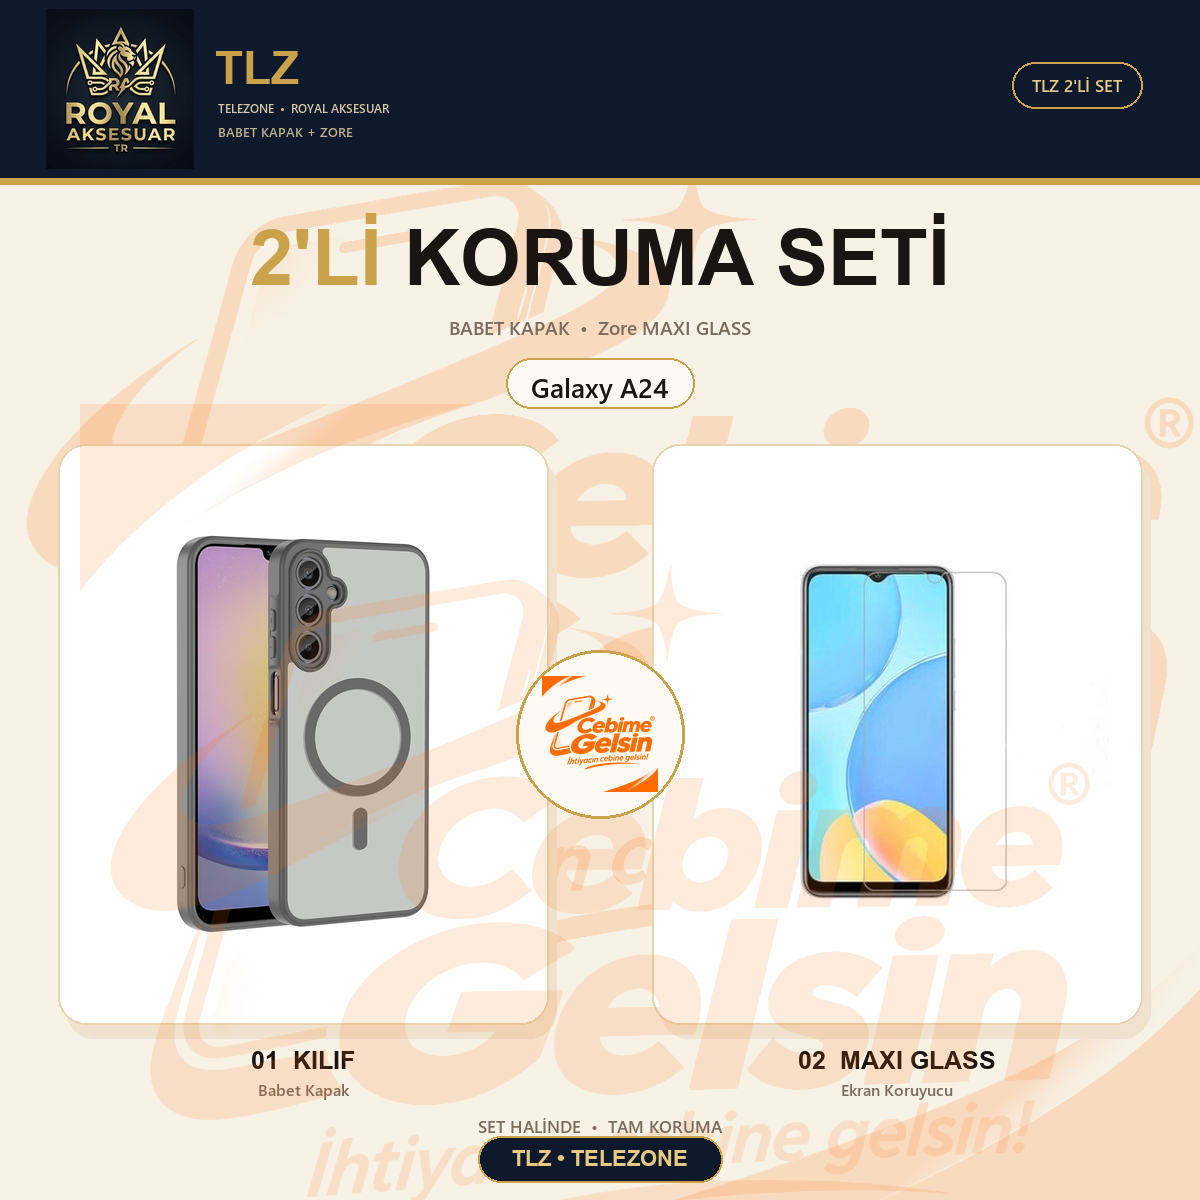 ROYAL
AKSESUAR
TR
TLZ
TELEZONE • ROYAL AKSESUAR
BABET KAPAK + ZORE
TLZ 2'Lİ SET
2'Lİ KORUMA SETİ
BABET KAPAK • Zore MAXI GLASS
Galaxy A24
Cebime®
Gelsin
İhtiyacın cebine gelsin!
®
Cebime®
Gelsin
01 KILIF
Babet Kapak
02 MAXI GLASS
Ekran Koruyucu
SET HALİNDE • TAM KORUMA
TLZ • TELEZONE